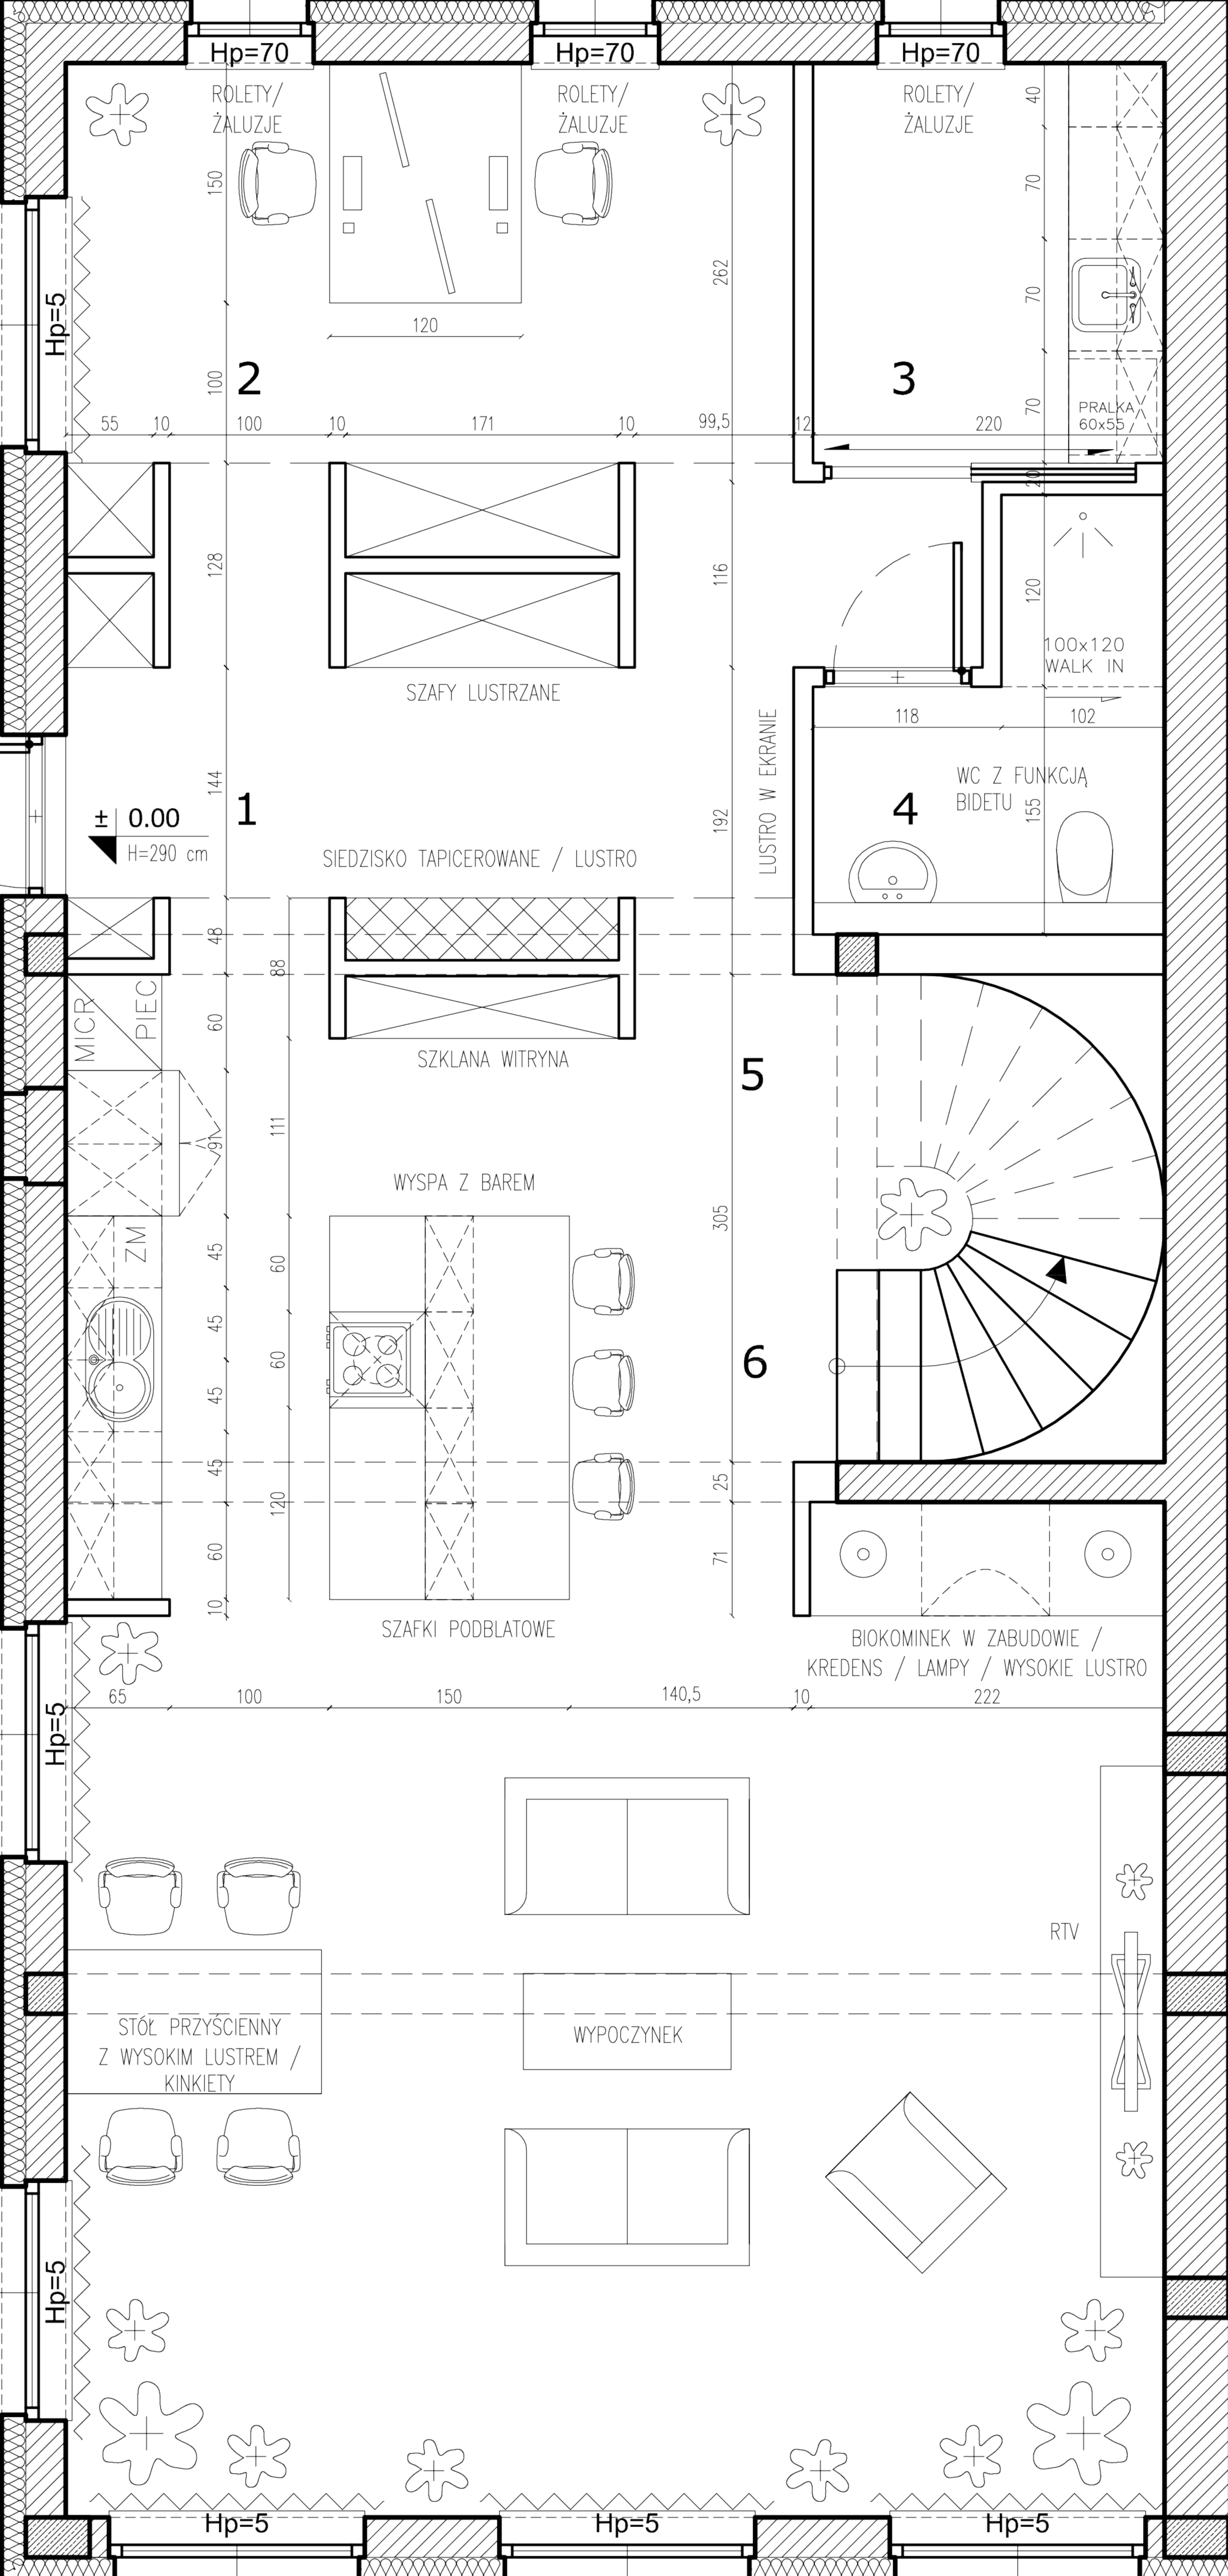 Hp=70
Hp=70
Hp=70
ROLETY/
ŻALUZJE
ROLETY/
ŻALUZJE
ROLETY/
ŻALUZJE
40
150
70
262
Hp=5
70
120
100
2
3
70
PRALKA
60x55
55
10
100
10
171
10
99,5
12
220
20
128
116
120
100x120
WALK IN
SZAFY LUSTRZANE
118
102
LUSTRO W EKRANIE
144
WC Z FUNKCJĄ
BIDETU
155
± 0.00
H=290 cm
1
192
4
SIEDZISKO TAPICEROWANE / LUSTRO
48
88
MICR
PIEC
60
SZKLANA WITRYNA
5
91
111
WYSPA Z BAREM
305
ZM
45
60
45
60
6
45
45
120
25
60
71
10
SZAFKI PODBLATOWE
BIOKOMINEK W ZABUDOWIE /
KREDENS / LAMPY / WYSOKIE LUSTRO
65
100
150
140,5
10
222
Hp=5
RTV
STÓŁ PRZYŚCIENNY
Z WYSOKIM LUSTREM /
KINKIETY
WYPOCZYNEK
Hp=5
Hp=5
Hp=5
Hp=5